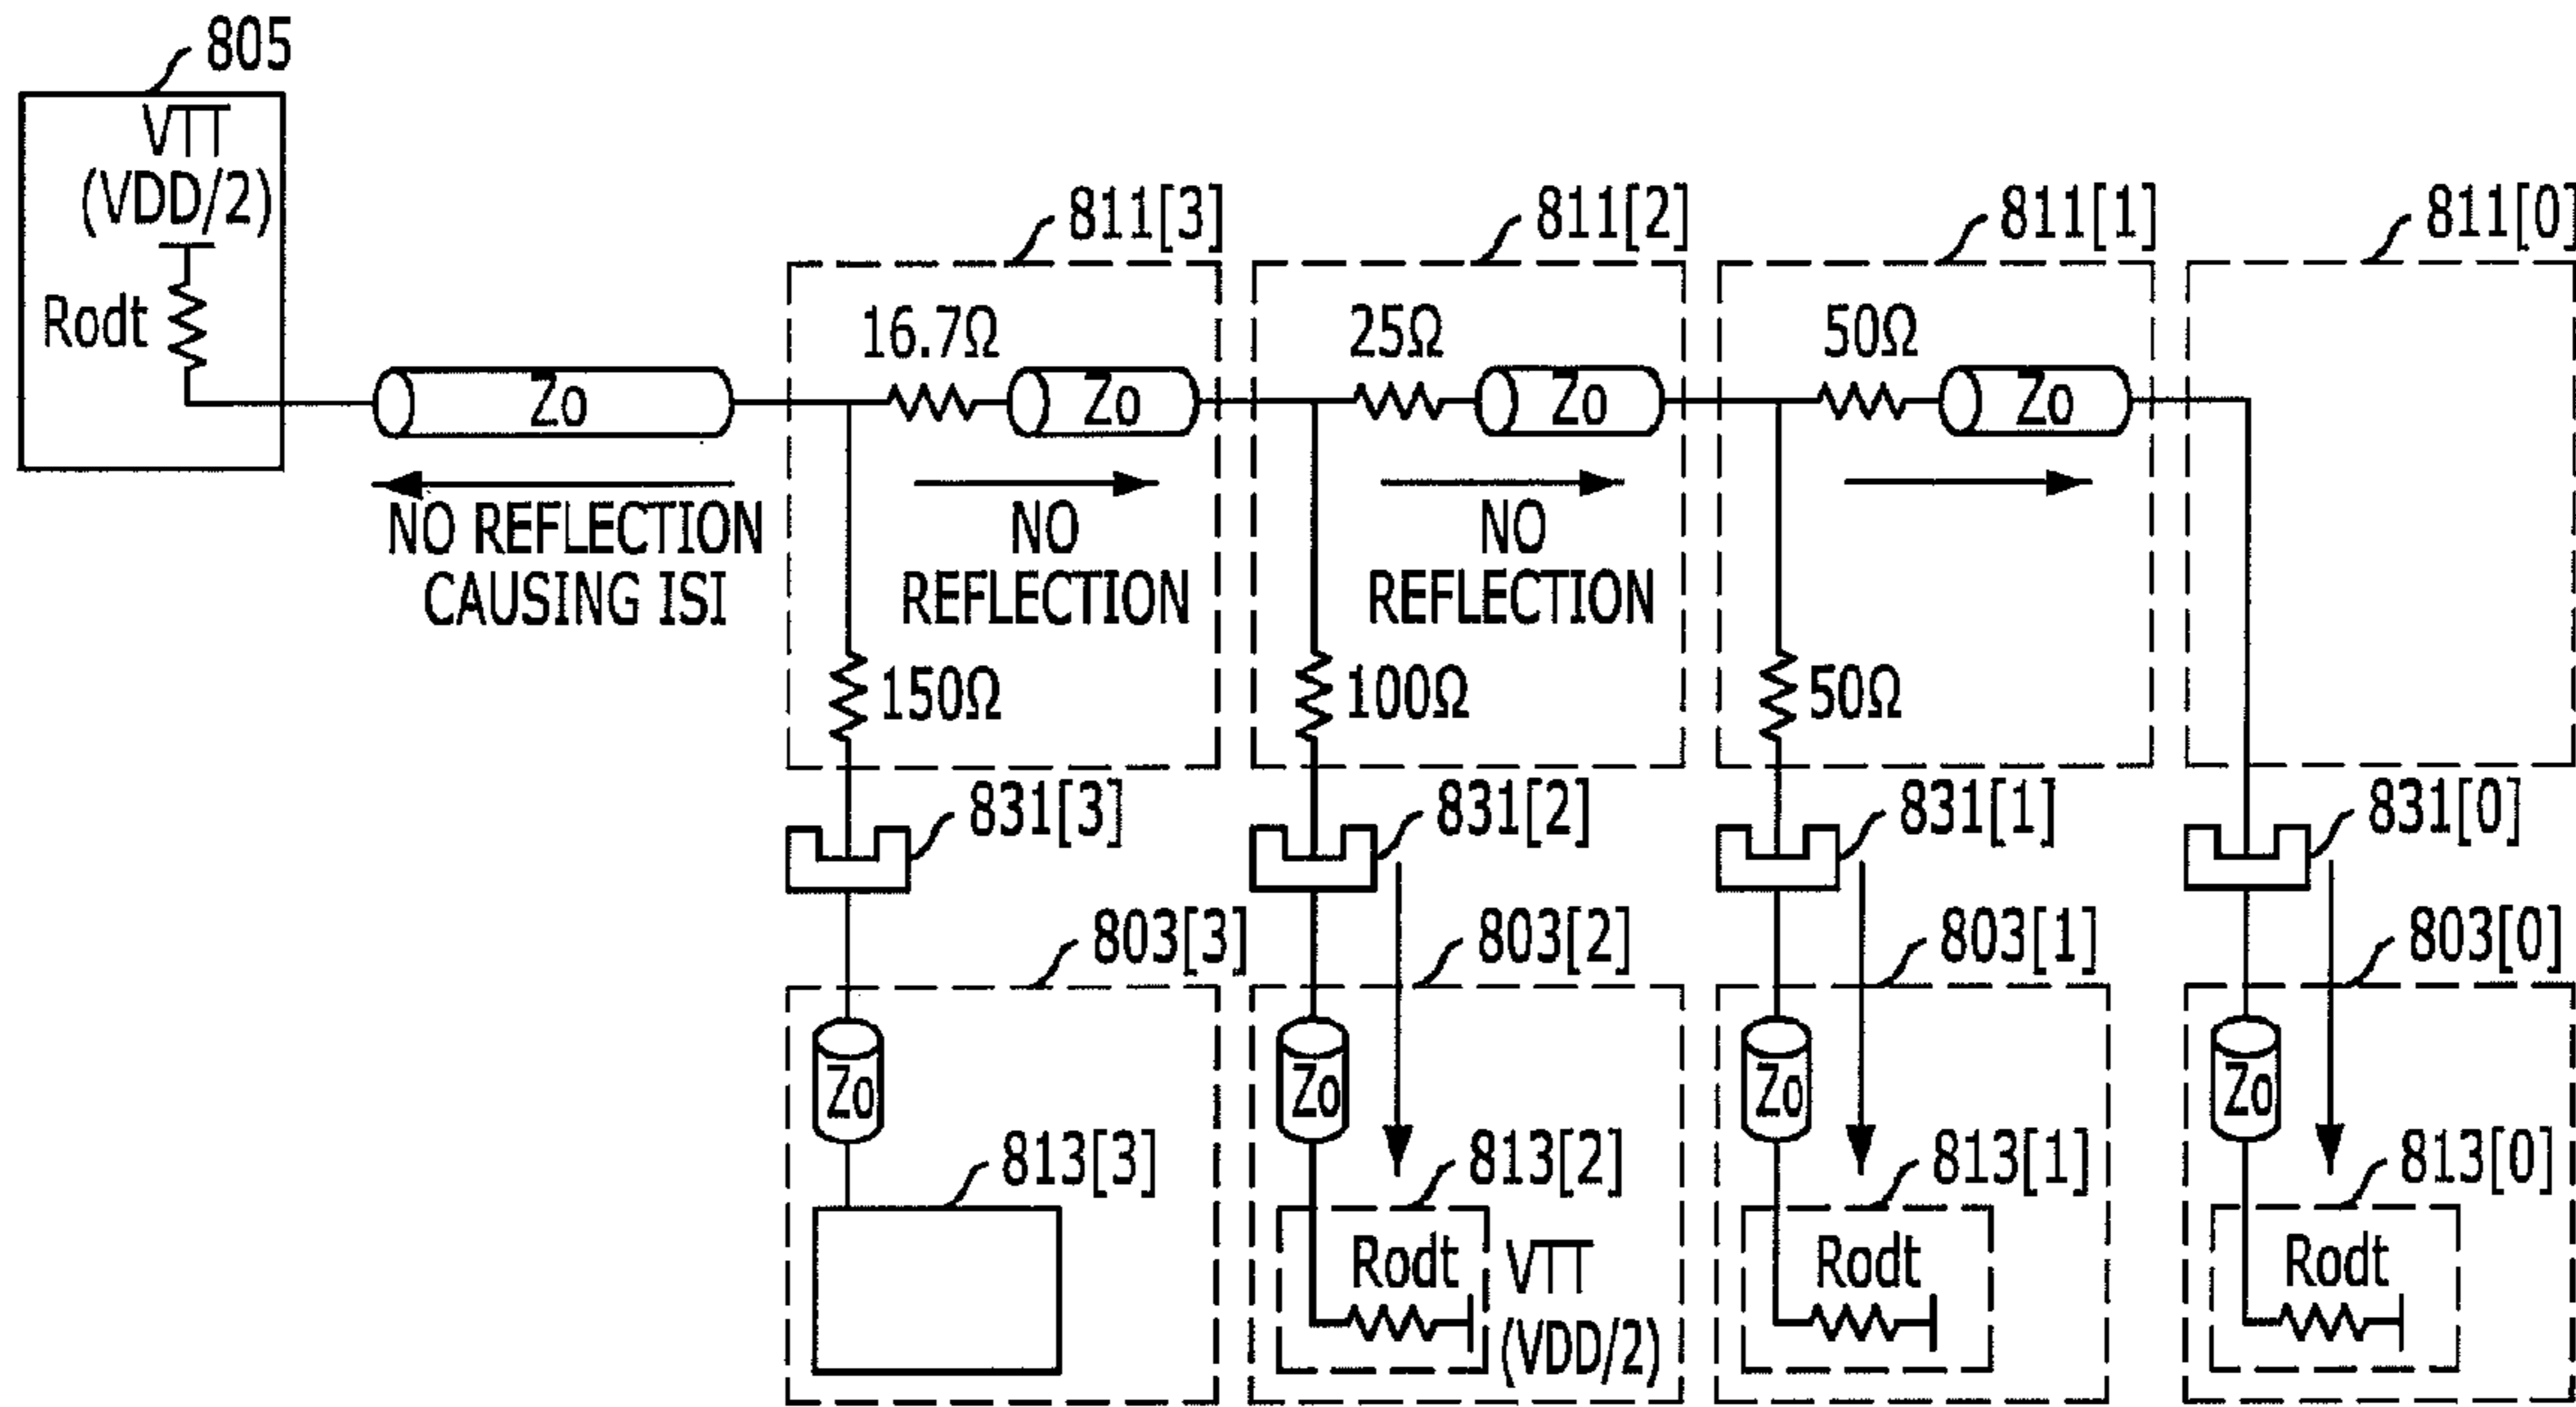 805
VTT
(VDD/2)
Rodt
811[3]
811[2]
811[1]
811[0]
16.7Ω
25Ω
50Ω
Zo
Zo
Zo
Zo
NO REFLECTION
CAUSING ISI
NO
REFLECTION
NO
REFLECTION
150Ω
100Ω
50Ω
831[3]
831[2]
831[1]
831[0]
803[3]
803[2]
803[1]
803[0]
Zo
Zo
Zo
Zo
813[3]
813[2]
813[1]
813[0]
Rodt
VTT
(VDD/2)
Rodt
Rodt